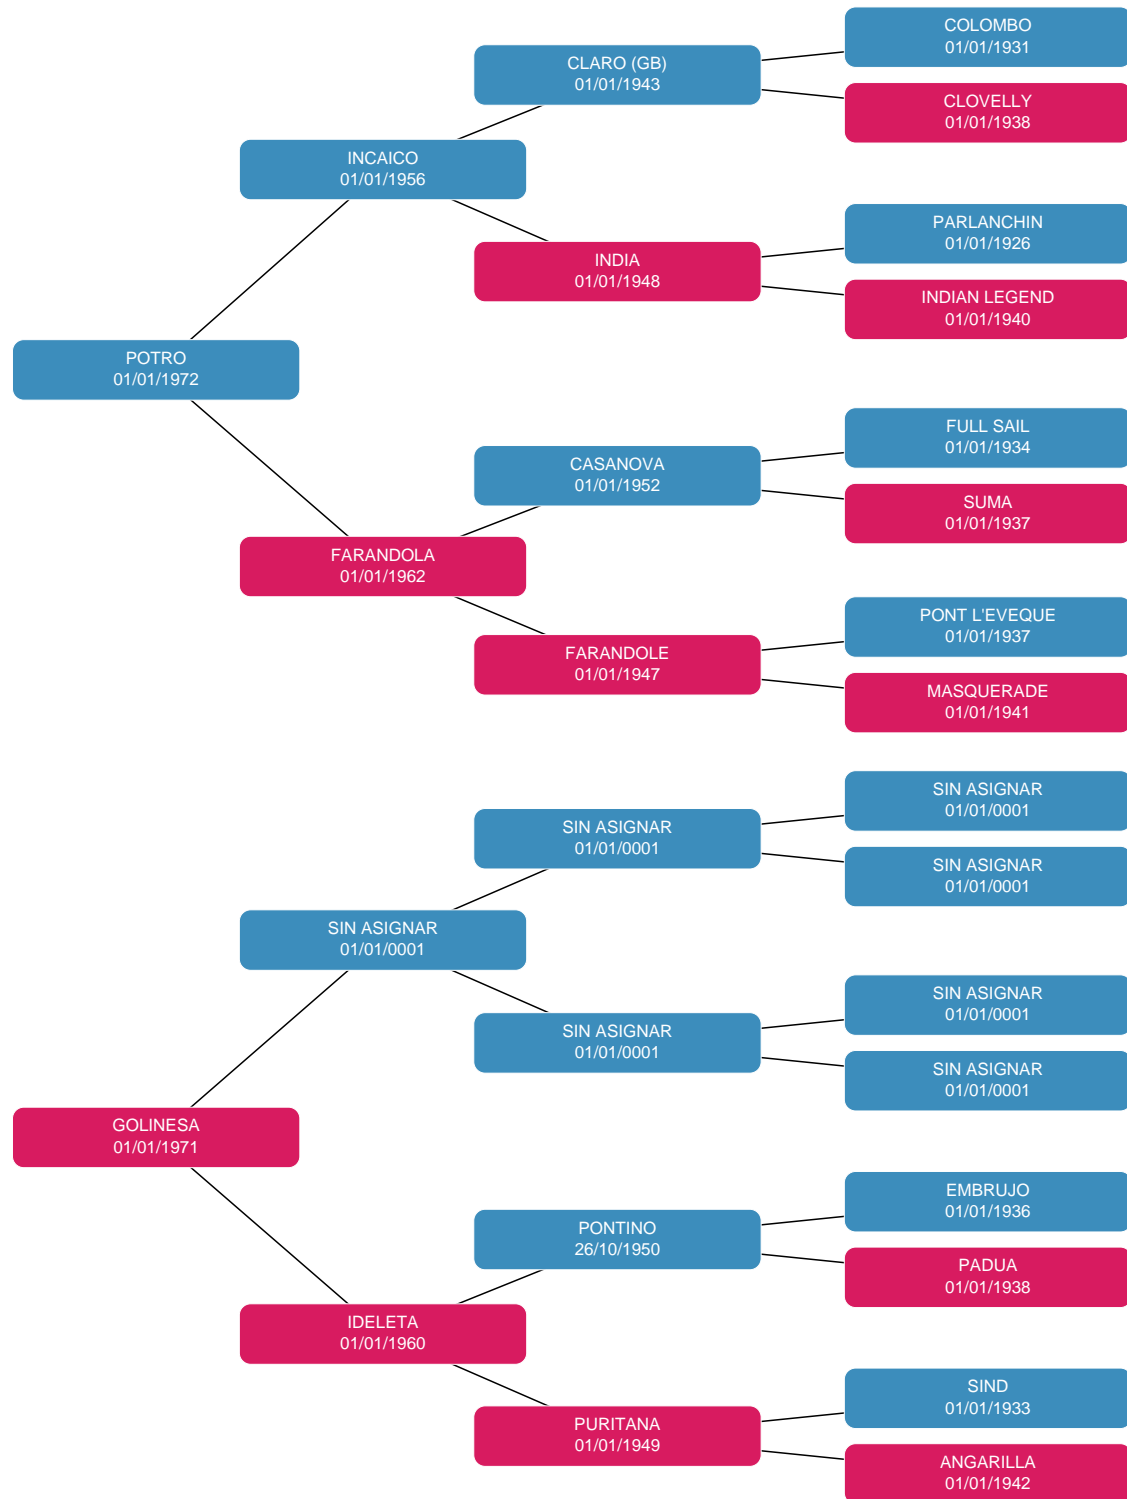 COLOMBO
01/01/1931
CLARO (GB)
01/01/1943
CLOVELLY
01/01/1938
INCAICO
01/01/1956
PARLANCHIN
01/01/1926
INDIA
01/01/1948
INDIAN LEGEND
01/01/1940
POTRO
01/01/1972
FULL SAIL
01/01/1934
CASANOVA
01/01/1952
SUMA
01/01/1937
FARANDOLA
01/01/1962
PONT L'EVEQUE
01/01/1937
FARANDOLE
01/01/1947
MASQUERADE
01/01/1941
SIN ASIGNAR
01/01/0001
SIN ASIGNAR
01/01/0001
SIN ASIGNAR
01/01/0001
SIN ASIGNAR
01/01/0001
SIN ASIGNAR
01/01/0001
SIN ASIGNAR
01/01/0001
SIN ASIGNAR
01/01/0001
GOLINESA
01/01/1971
EMBRUJO
01/01/1936
PONTINO
26/10/1950
PADUA
01/01/1938
IDELETA
01/01/1960
SIND
01/01/1933
PURITANA
01/01/1949
ANGARILLA
01/01/1942